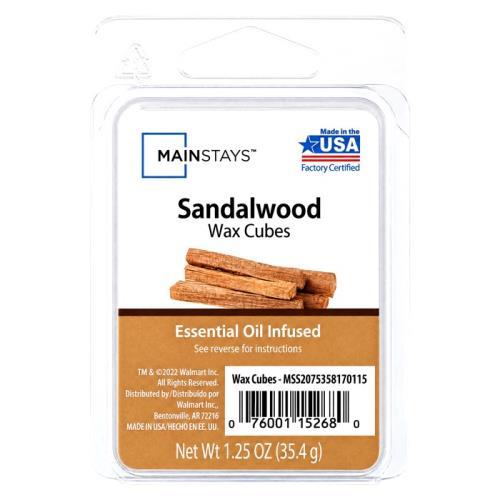 MAINSTAYS™
Made in the
USA
Factory Certified
Sandalwood
Wax Cubes
Essential Oil Infused
See reverse for instructions
TM & ©2022 Walmart Inc.
All Rights Reserved.
Distributed by/Distribuido por
Walmart Inc.,
Bentonville, AR 72716
MADE IN USA/HECHO EN EE. UU.
Wax Cubes - MSS2075358170115
0 76001 15268 0
Net Wt 1.25 OZ (35.4 g)